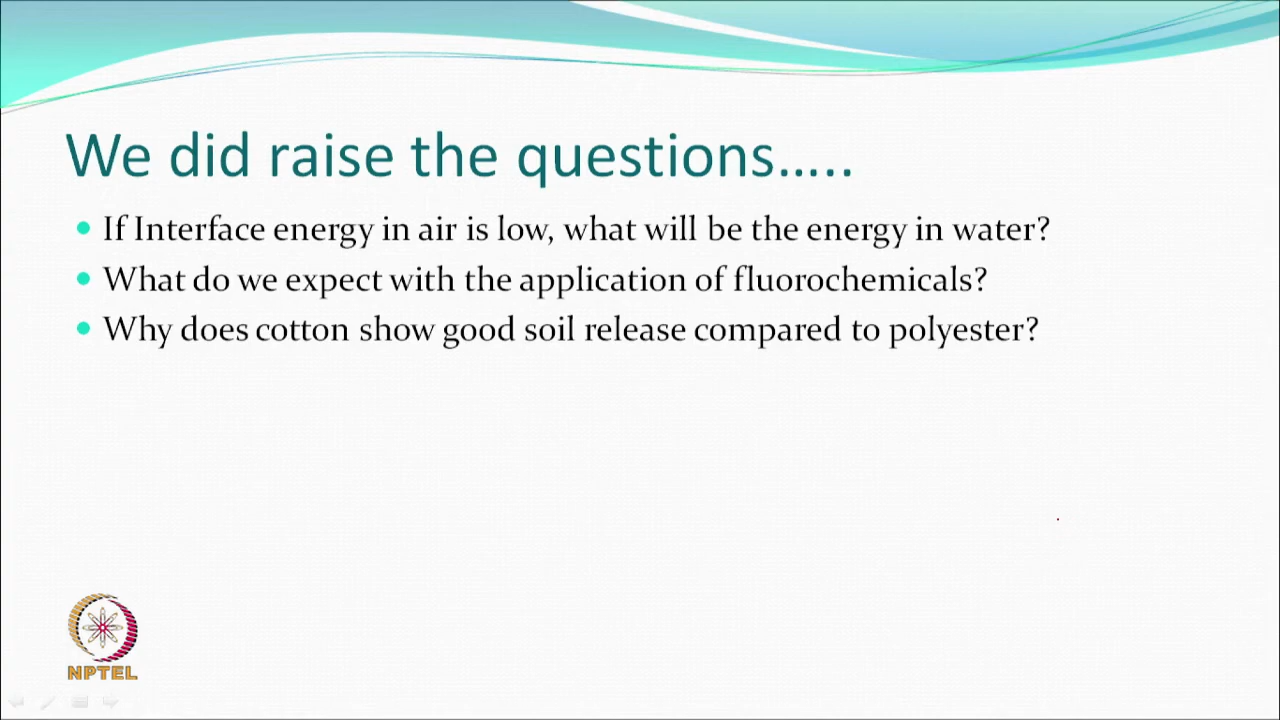 We did raise the questions…..
If Interface energy in air is low, what will be the energy in water?
What do we expect with the application of fluorochemicals?
Why does cotton show good soil release compared to polyester?
NPTEL